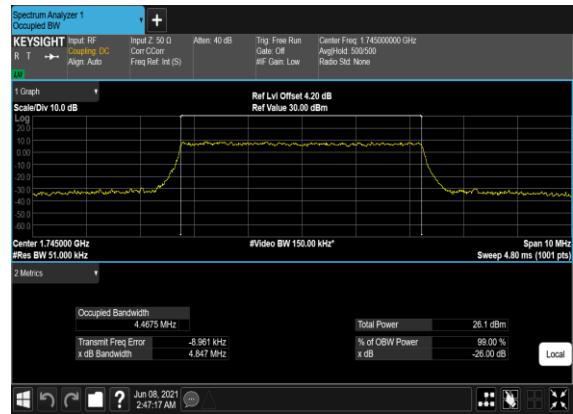 Spectrum Analyzer 1
Occupied BW
+
KEYSIGHT Input: RF Input Z: 50 Ω Atten: 40 dB Trig: Free Run Center Freq: 1.745000000 GHz
R T Coupling: DC Corr CCorr Gate: Off Avg|Hold: 500/500
Align: Auto Freq Ref: Int (S) #IF Gain: Low Radio Std: None
LXI
1 Graph
Ref Lvl Offset 4.20 dB
Scale/Div 10.0 dB Ref Value 30.00 dBm
Log
20.0
10.0
0.00
-10.0
-20.0
-30.0
-40.0
-50.0
-60.0
Center 1.745000 GHz #Video BW 150.00 kHz* Span 10 MHz
#Res BW 51.000 kHz Sweep 4.80 ms (1001 pts)
2 Metrics
Occupied Bandwidth
4.4675 MHz Total Power 26.1 dBm
Transmit Freq Error -8.961 kHz % of OBW Power 99.00 %
x dB Bandwidth 4.847 MHz x dB -26.00 dB
Local
? Jun 08, 2021
2:47:17 AM